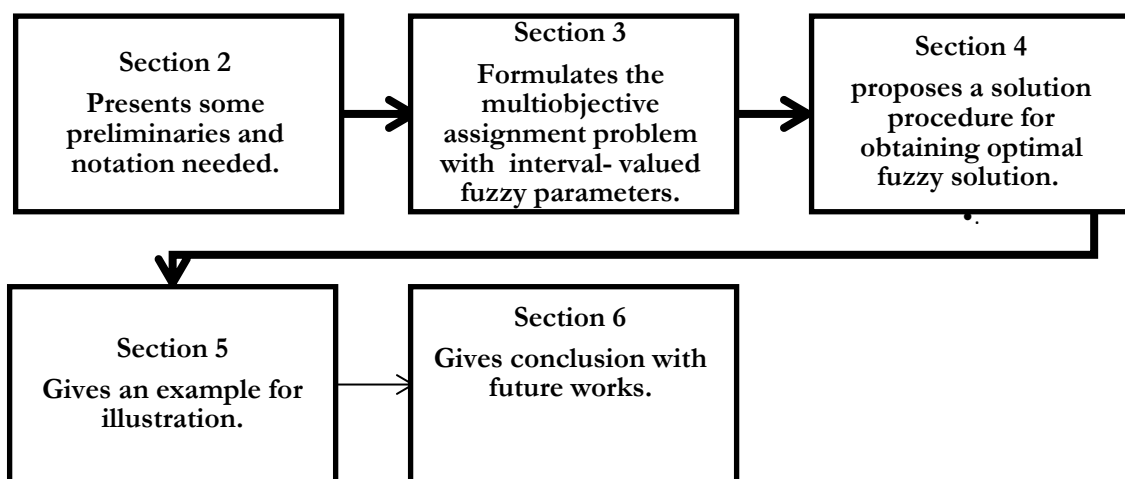 Section 2
Presents some
preliminaries and
notation needed.
Section 3
Formulates the
multiobjective
assignment problem
with interval- valued
fuzzy parameters.
Section 4
proposes a solution
procedure for
obtaining optimal
fuzzy solution.
Section 5
Gives an example for
illustration.
Section 6
Gives conclusion with
future works.